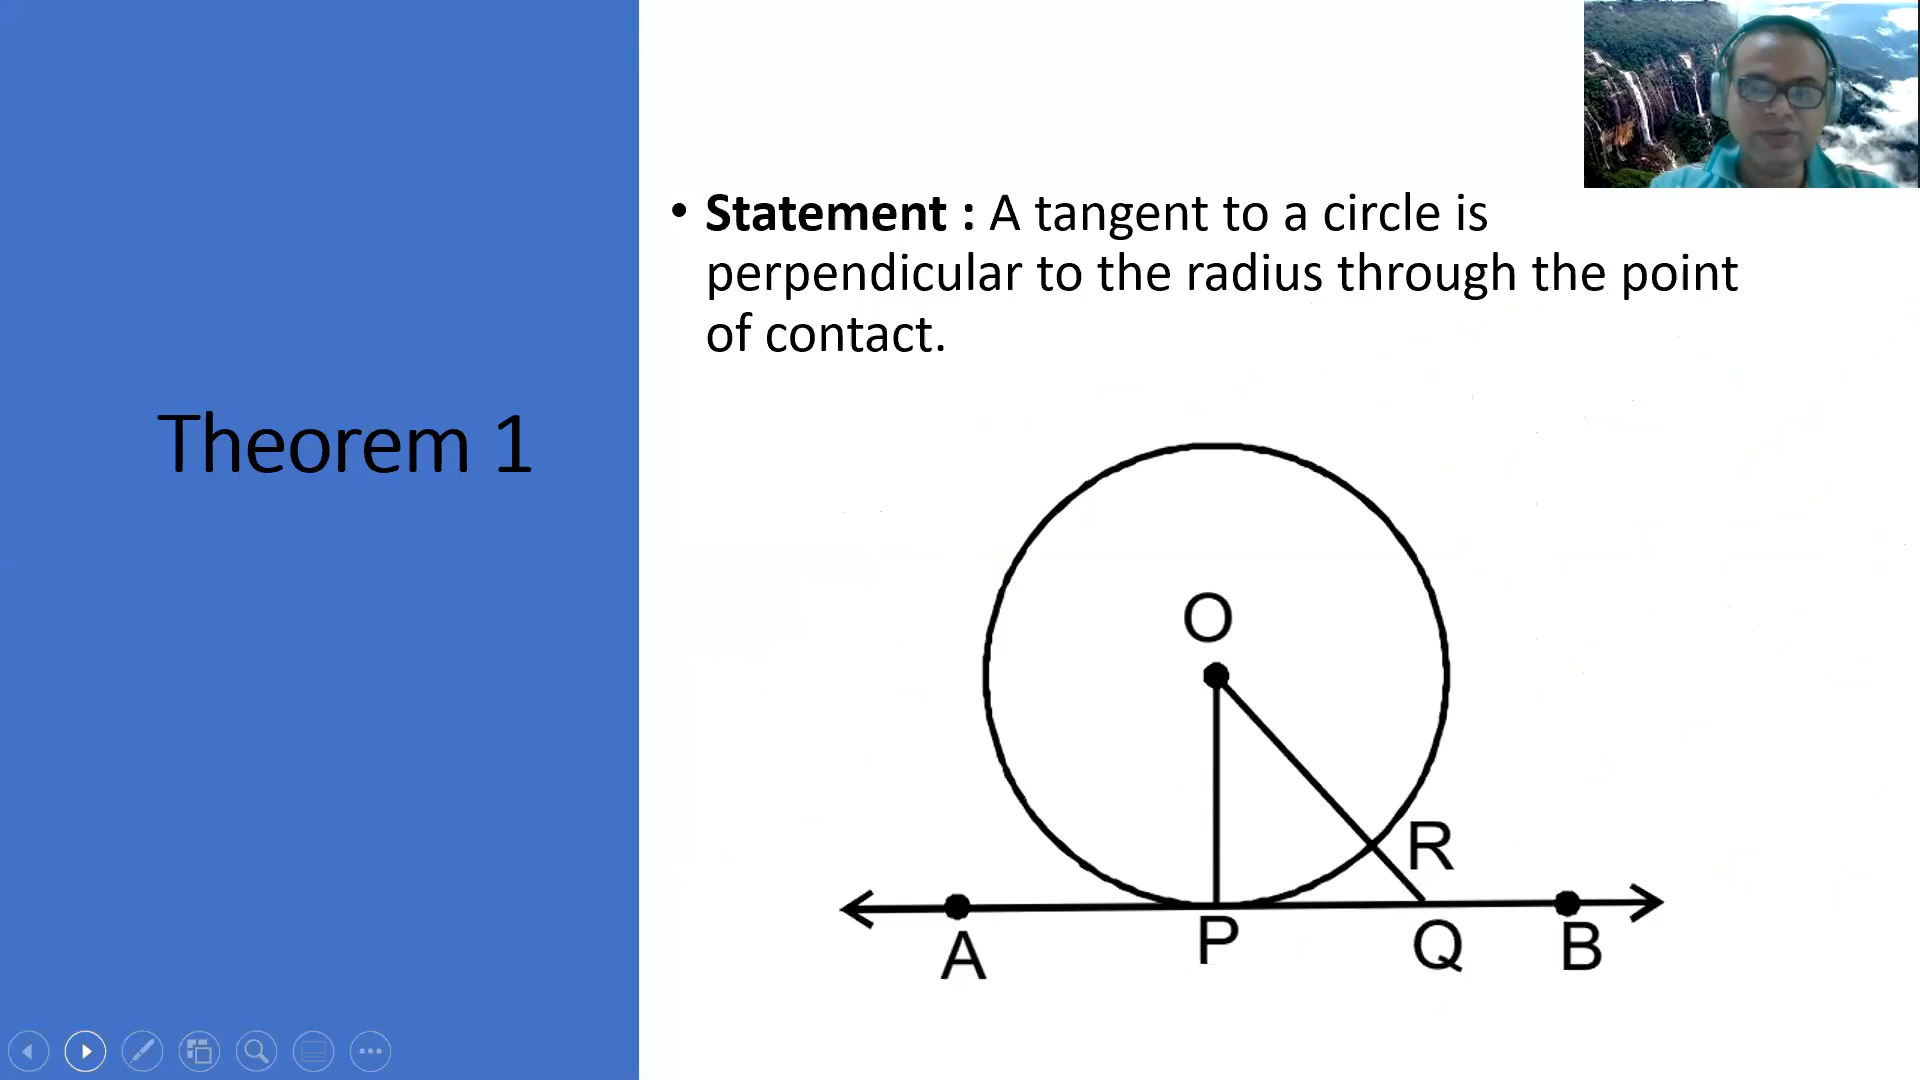 Theorem 1
• Statement : A tangent to a circle is
perpendicular to the radius through the point
of contact.
O
R
A
P
Q
B